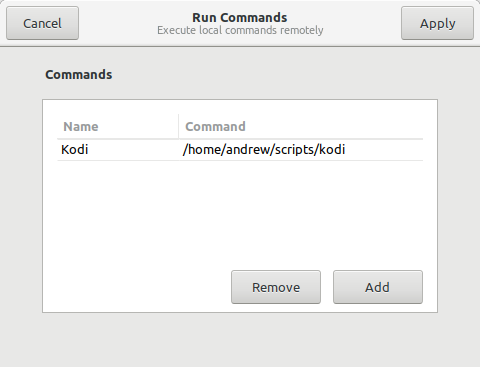 Cancel
Run Commands
Execute local commands remotely
Apply
Commands
Name Command
Kodi /home/andrew/scripts/kodi
Remove Add